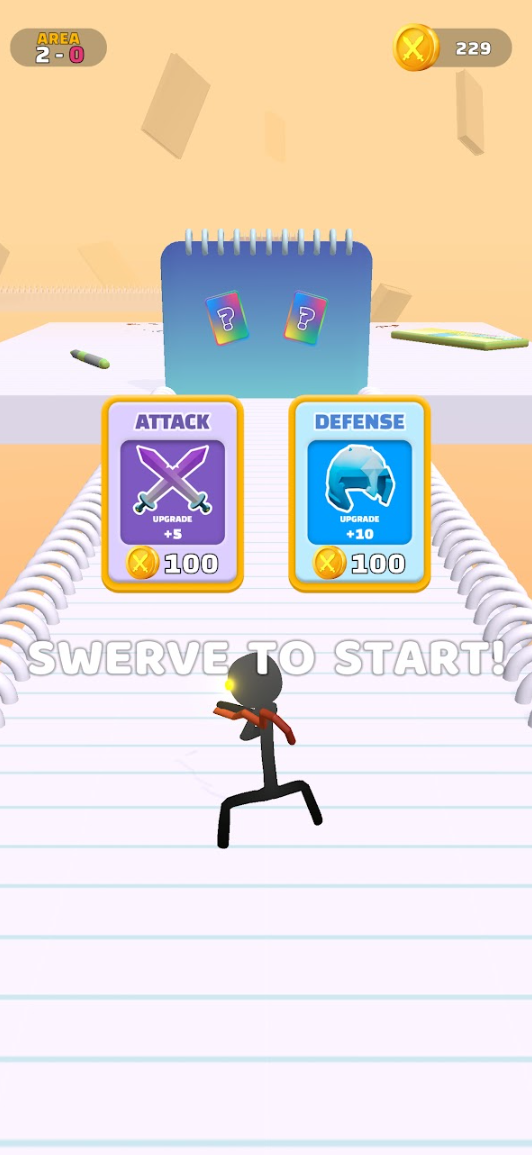 AREA
2 - 0
229
? ?
ATTACK
UPGRADE
+5
100
DEFENSE
UPGRADE
+10
100
SWERVE TO START!